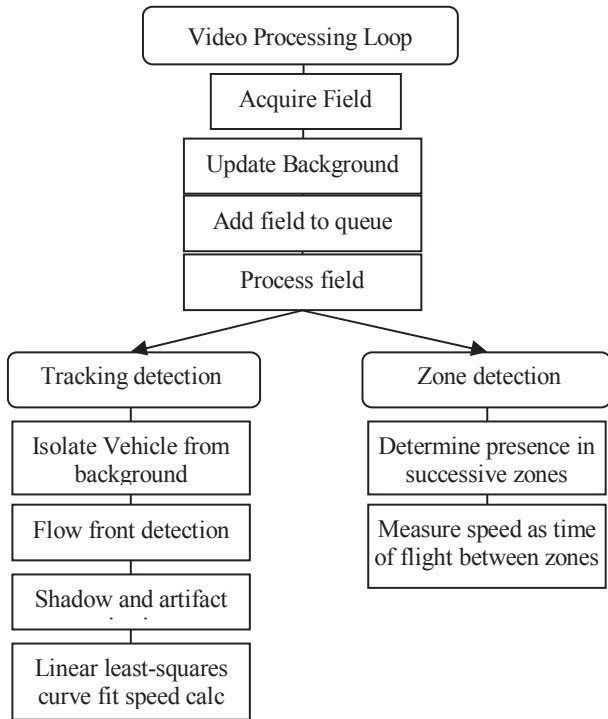 Video Processing Loop
Acquire Field
Update Background
Add field to queue
Process field
Tracking detection
Isolate Vehicle from
background
Flow front detection
Shadow and artifact
Linear least-squares
curve fit speed calc
Zone detection
Determine presence in
successive zones
Measure speed as time
of flight between zones